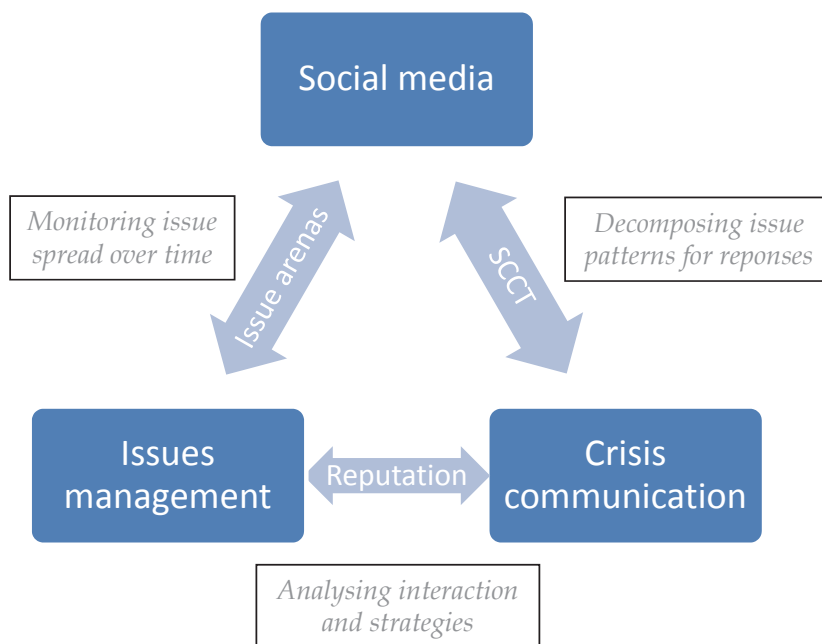 Social media
Monitoring issue
spread over time
Issue arenas
SCCT
Decomposing issue
patterns for reponses
Issues
management
Reputation
Crisis
communication
Analysing interaction
and strategies